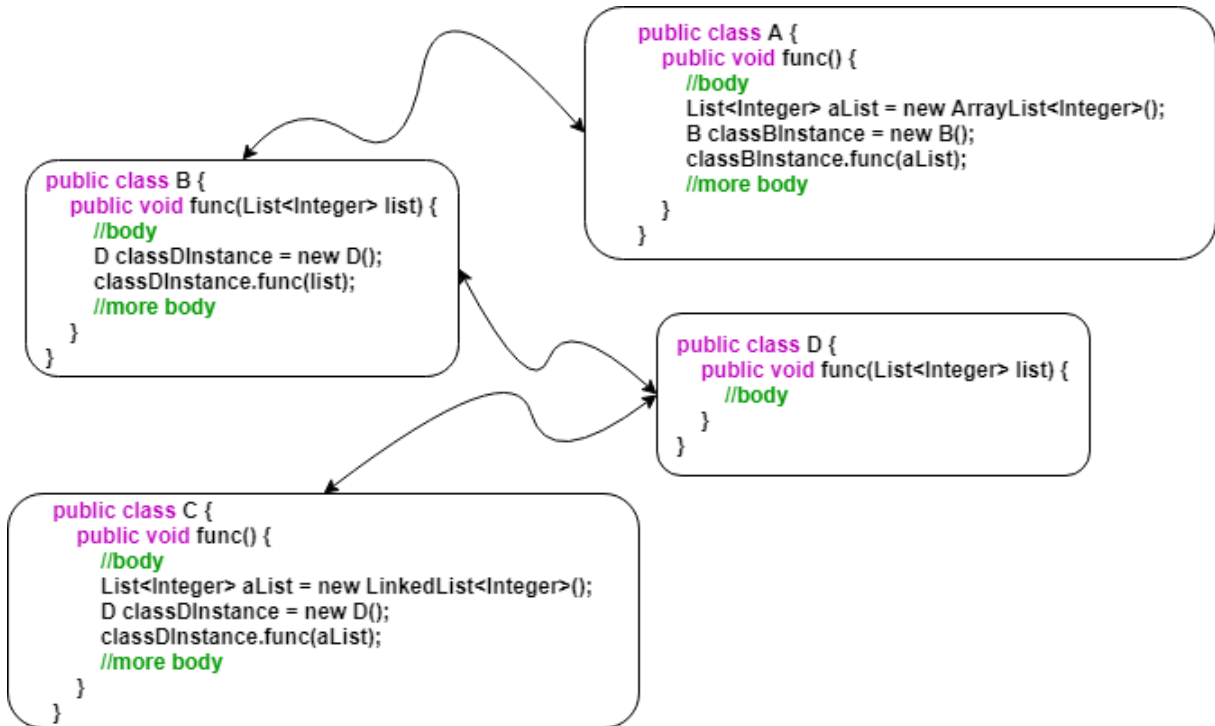 public class A {
public void func() {
//body
List<Integer> aList = new ArrayList<Integer>();
B classBInstance = new B();
classBInstance.func(aList);
//more body
}
}
public class B {
public void func(List<Integer> list) {
//body
D classDInstance = new D();
classDInstance.func(list);
//more body
}
}
public class D {
public void func(List<Integer> list) {
//body
}
}
public class C {
public void func() {
//body
List<Integer> aList = new LinkedList<Integer>();
D classDInstance = new D();
classDInstance.func(aList);
//more body
}
}